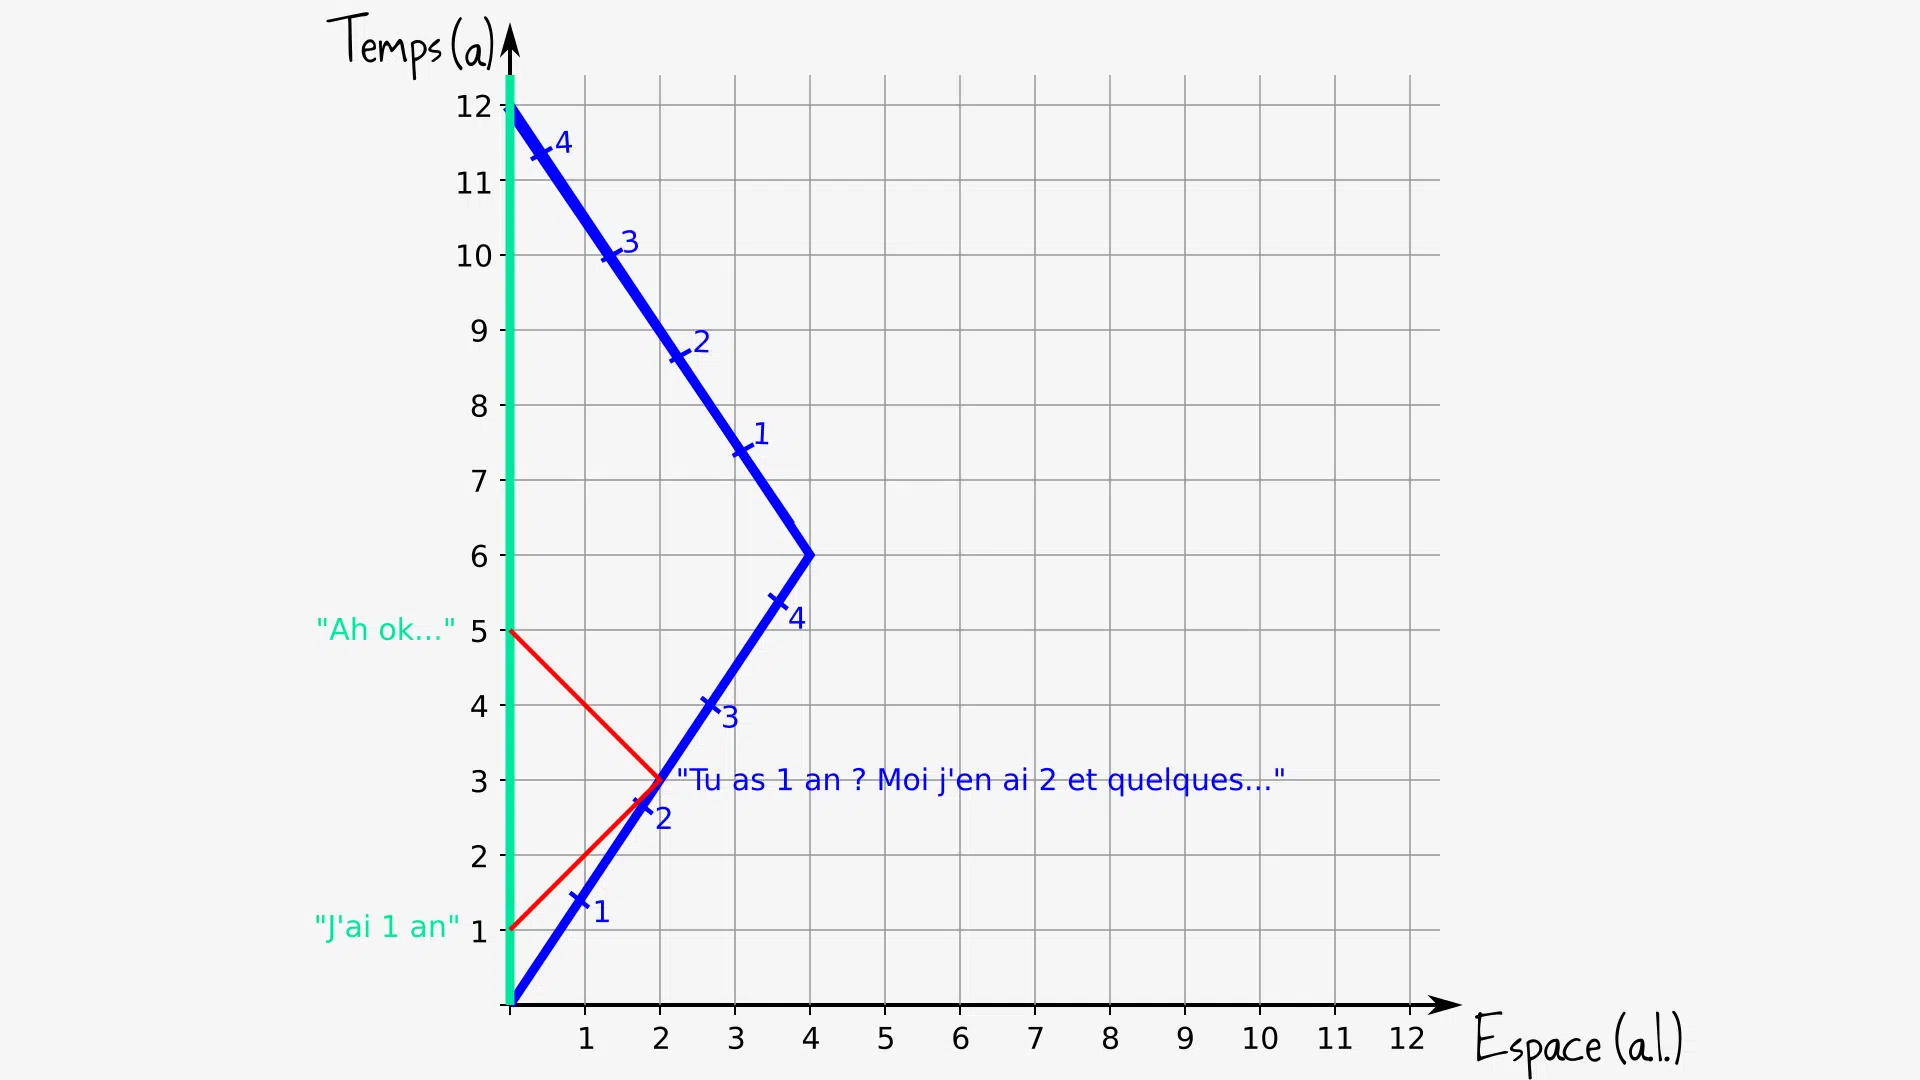 Temps (a)
12
4
11
3
10
9
2
8
1
7
6
4
"Ah ok..." 5
4
3
3 "Tu as 1 an ? Moi j'en ai 2 et quelques..."
2
2
1
"J'ai 1 an" 1
1 2 3 4 5 6 7 8 9 10 11 12
Espace (a.l.)